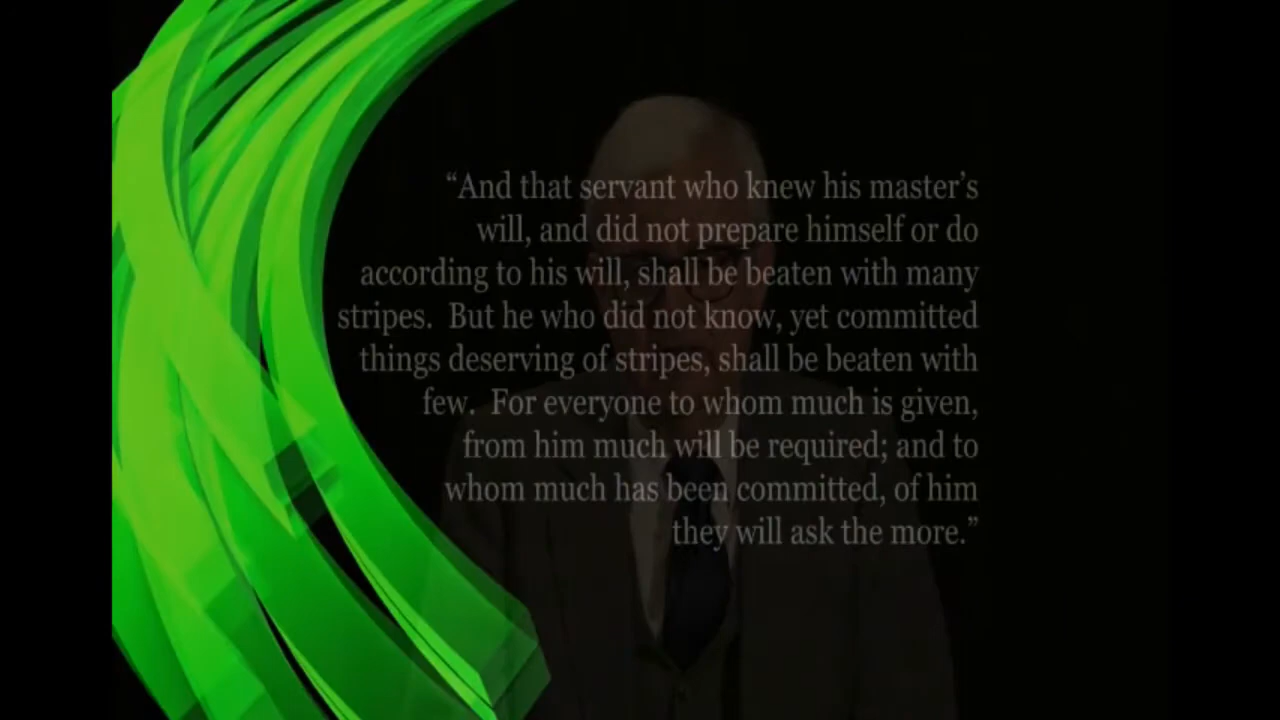 “And that servant who knew his master’s
will, and did not prepare himself or do
according to his will, shall be beaten with many
stripes.  But he who did not know, yet committed
things deserving of stripes, shall be beaten with
few.  For everyone to whom much is given,
from him much will be required; and to
whom much has been committed, of him
they will ask the more.”